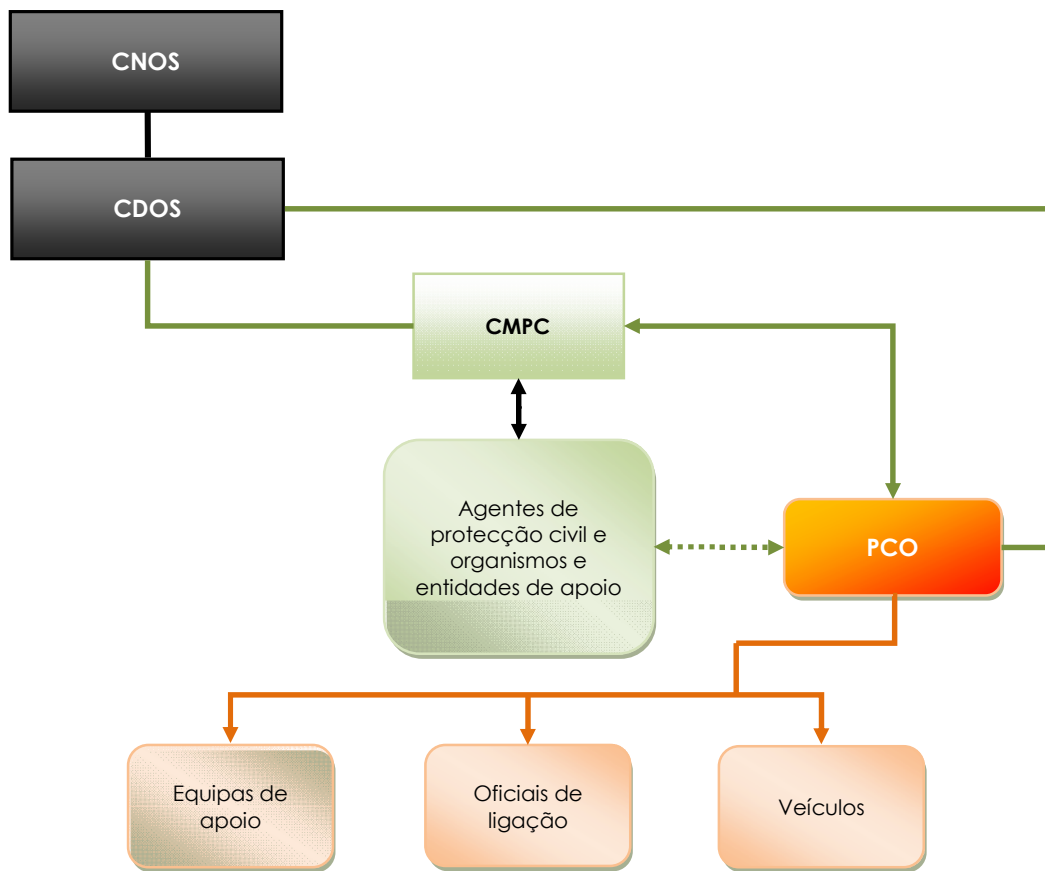 CNOS
CDOS
CMPC
Agentes de
protecção civil e
organismos e
entidades de apoio
PCO
Equipas de
apoio
Oficiais de
ligação
Veículos